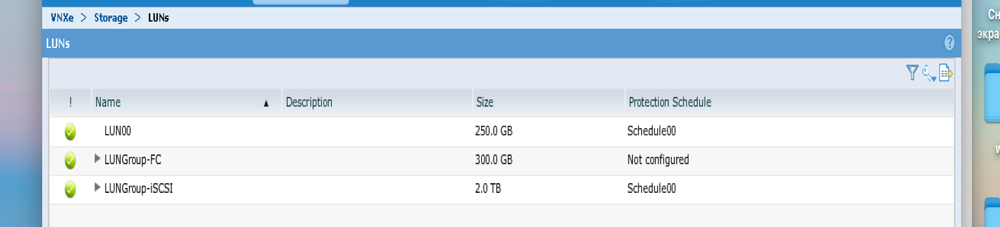 VNXe > Storage > LUNs
LUNs
! Name Description Size Protection Schedule
LUN00 250.0 GB Schedule00
LUNGroup-FC 300.0 GB Not configured
LUNGroup-iSCSI 2.0 TB Schedule00
Сн
экра